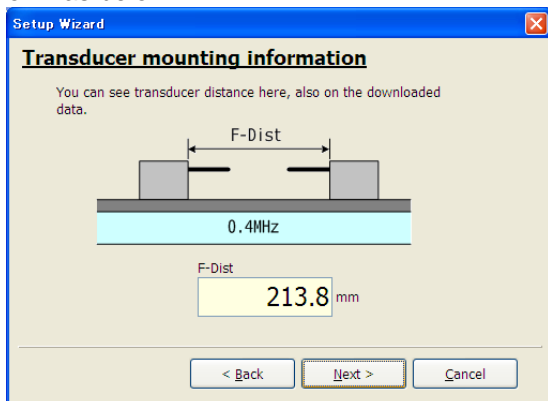 Setup Wizard
Transducer mounting information
You can see transducer distance here, also on the downloaded
data.
F-Dist
0.4MHz
F-Dist
213.8 mm
< Back Next > Cancel